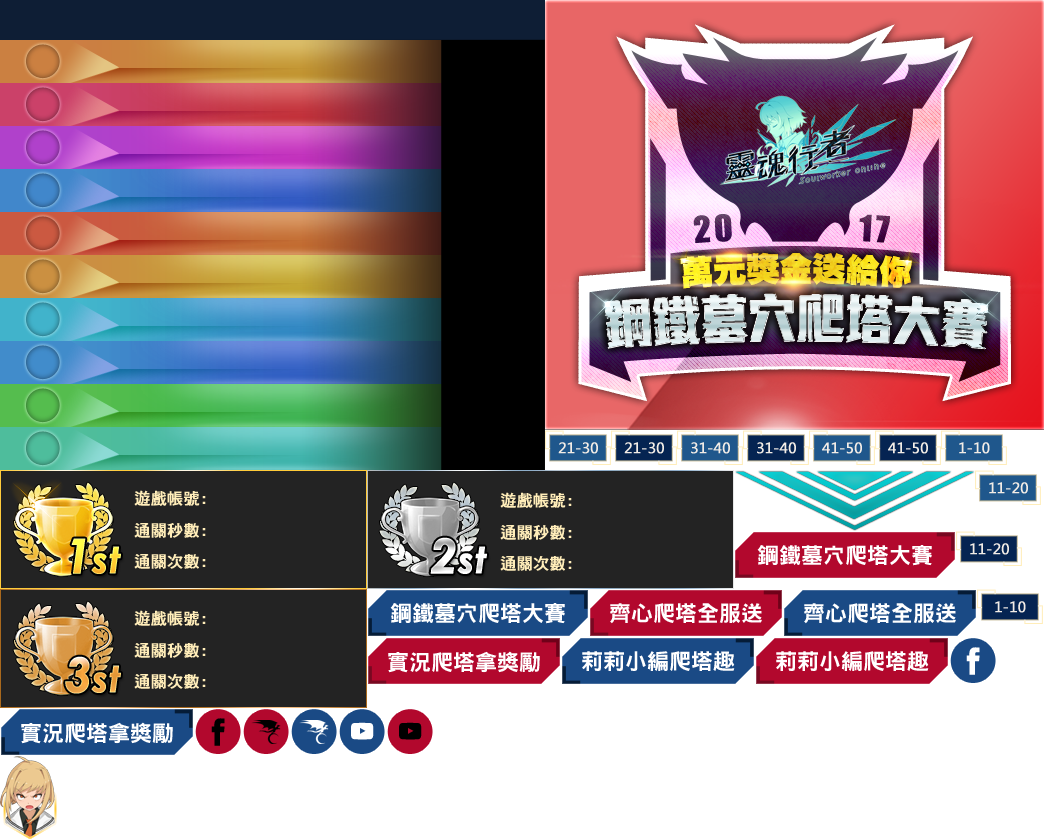 靈魂行者
Soulworker online
20 17
萬元獎金送給你
鋼鐵墓穴爬塔大賽
21-30
21-30
31-40
31-40
41-50
41-50
1-10
1st
遊戲帳號:
通關秒數:
通關次數:
2st
遊戲帳號:
通關秒數:
通關次數:
11-20
鋼鐵墓穴爬塔大賽
11-20
3st
遊戲帳號:
通關秒數:
通關次數:
鋼鐵墓穴爬塔大賽
齊心爬塔全服送
齊心爬塔全服送
1-10
實況爬塔拿獎勵
莉莉小編爬塔趣
莉莉小編爬塔趣
f
實況爬塔拿獎勵
f